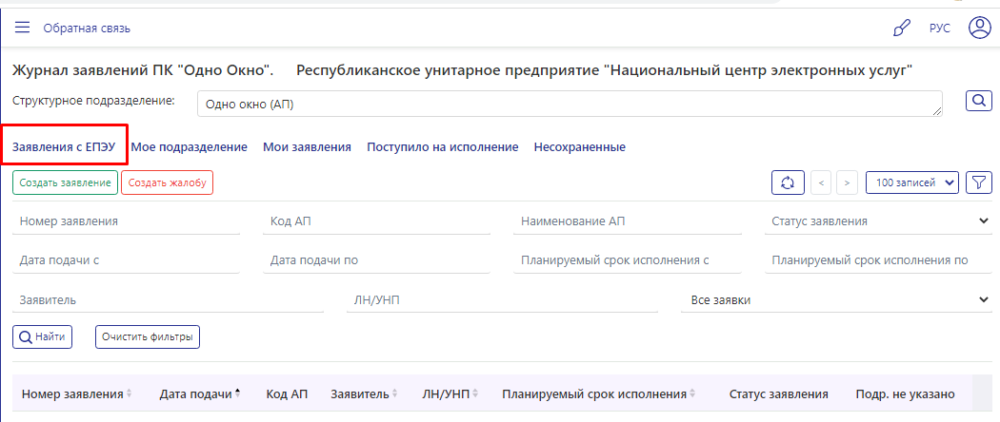 Обратная связь РУС
Журнал заявлений ПК "Одно Окно". Республиканское унитарное предприятие "Национальный центр электронных услуг"
Структурное подразделение: Одно окно (АП)
Заявления с ЕПЭУ Мое подразделение Мои заявления Поступило на исполнение Несохраненные
Создать заявление Создать жалобу < > 100 записей
Номер заявления Код АП Наименование АП Статус заявления
Дата подачи с Дата подачи по Планируемый срок исполнения с Планируемый срок исполнения по
Заявитель ЛН/УНП Все заявки
Найти Очистить фильтры
Номер заявления Дата подачи Код АП Заявитель ЛН/УНП Планируемый срок исполнения Статус заявления Подр. не указано